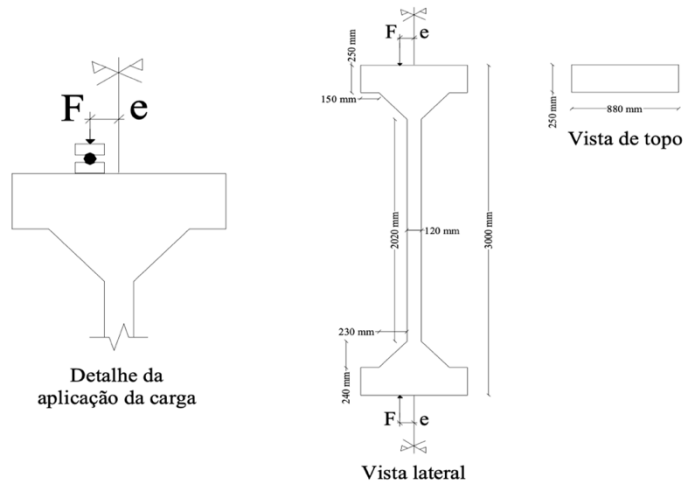 F e
Detalhe da
aplicação da carga
F e
250 mm
150 mm
2020 mm
120 mm
3000 mm
230 mm
240 mm
F e
Vista lateral
250 mm
880 mm
Vista de topo